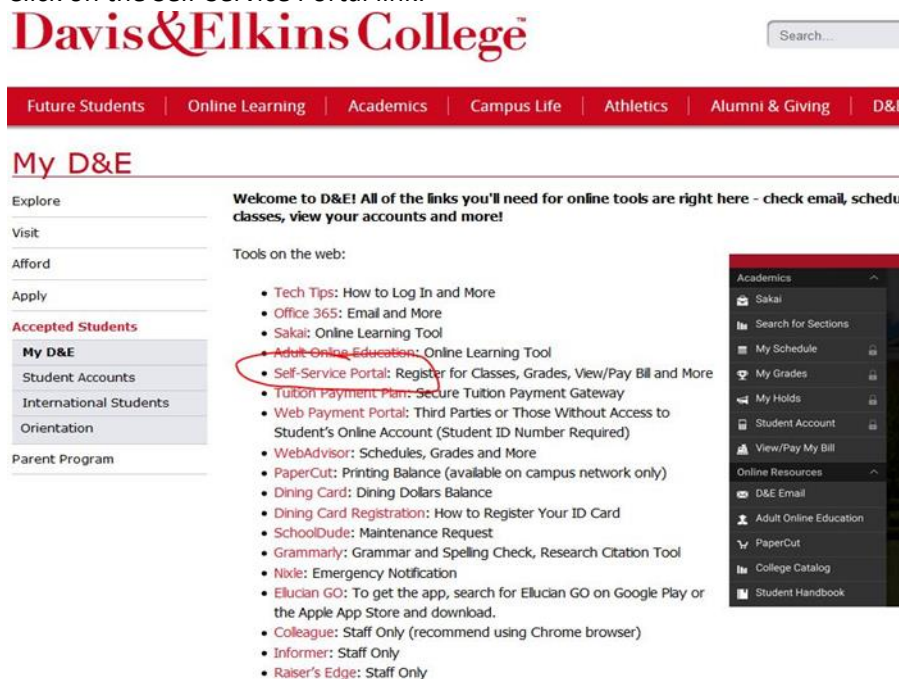 Click on the Self-Service Portal link.
Davis&Elkins College™
Search...
Future Students
Online Learning
Academics
Campus Life
Athletics
Alumni & Giving
My D&E
Explore
Visit
Afford
Apply
Accepted Students
My D&E
Student Accounts
International Students
Orientation
Parent Program
Welcome to D&E! All of the links you'll need for online tools are right here - check email,
classes, view your accounts and more!
Tools on the web:
• Tech Tips: How to Log In and More
• Office 365: Email and More
• Sakai: Online Learning Tool
• Adult Online Education: Online Learning Tool
• Self-Service Portal: Register for Classes, Grades, View/Pay Bill and More
• Tuition Payment Plan: Secure Tuition Payment Gateway
• Web Payment Portal: Third Parties or Those Without Access to
Student's Online Account (Student ID Number Required)
• WebAdvisor: Schedules, Grades and More
• PaperCut: Printing Balance (available on campus network only)
• Dining Card: Dining Dollars Balance
• Dining Card Registration: How to Register Your ID Card
• SchoolDude: Maintenance Request
• Grammarly: Grammar and Spelling Check, Research Citation Tool
• Nixle: Emergency Notification
• Ellucian GO: To get the app, search for Ellucian GO on Google Play or
the Apple App Store and download.
• Colleague: Staff Only (recommend using Chrome browser)
• Informer: Staff Only
• Raiser's Edge: Staff Only
Academics
Sakai
Search for Sections
My Schedule
My Grades
My Holds
Student Account
View/Pay My Bill
Online Resources
D&E Email
Adult Online Education
PaperCut
College Catalog
Student Handbook